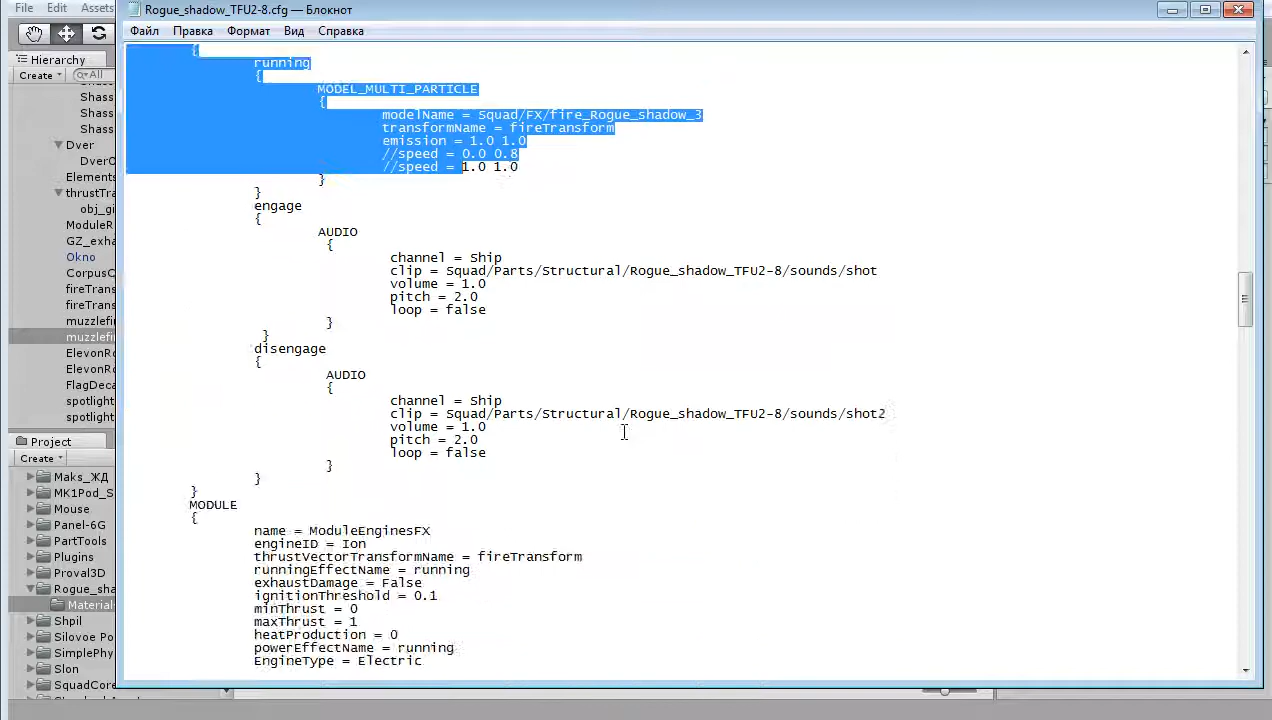 File Edit Assets
Hierarchy
Create All
Shass
Shass
Shass
Dver
DverC
Elements
thrustTra
obj_gi
ModuleR
GZ_exha
Okno
CorpusC
fireTrans
fireTrans
muzzlefi
muzzlefi
ElevonRo
ElevonRo
FlagDeca
spotlight
spotlight
Project
Create
Maks_ЖД
MK1Pod_S
Mouse
Panel-6G
PartTools
Plugins
Proval3D
Rogue_sha
Material
Shpil
Silovoe Po
SimplePhy
Slon
SquadCore
Rogue_shadow_TFU2-8.cfg — Блокнот
Файл Правка Формат Вид Справка
{
running
{
MODEL_MULTI_PARTICLE
{
modelName = Squad/FX/fire_Rogue_shadow_3
transformName = fireTransform
emission = 1.0 1.0
//speed = 0.0 0.8
//speed = 1.0 1.0
}
}
engage
{
AUDIO
{
channel = Ship
clip = Squad/Parts/Structural/Rogue_shadow_TFU2-8/sounds/shot
volume = 1.0
pitch = 2.0
loop = false
}
}
disengage
{
AUDIO
{
channel = Ship
clip = Squad/Parts/Structural/Rogue_shadow_TFU2-8/sounds/shot2
volume = 1.0
pitch = 2.0
loop = false
}
}
}
MODULE
{
name = ModuleEnginesFX
engineID = Ion
thrustVectorTransformName = fireTransform
runningEffectName = running
exhaustDamage = False
ignitionThreshold = 0.1
minThrust = 0
maxThrust = 1
heatProduction = 0
powerEffectName = running
EngineType = Electric